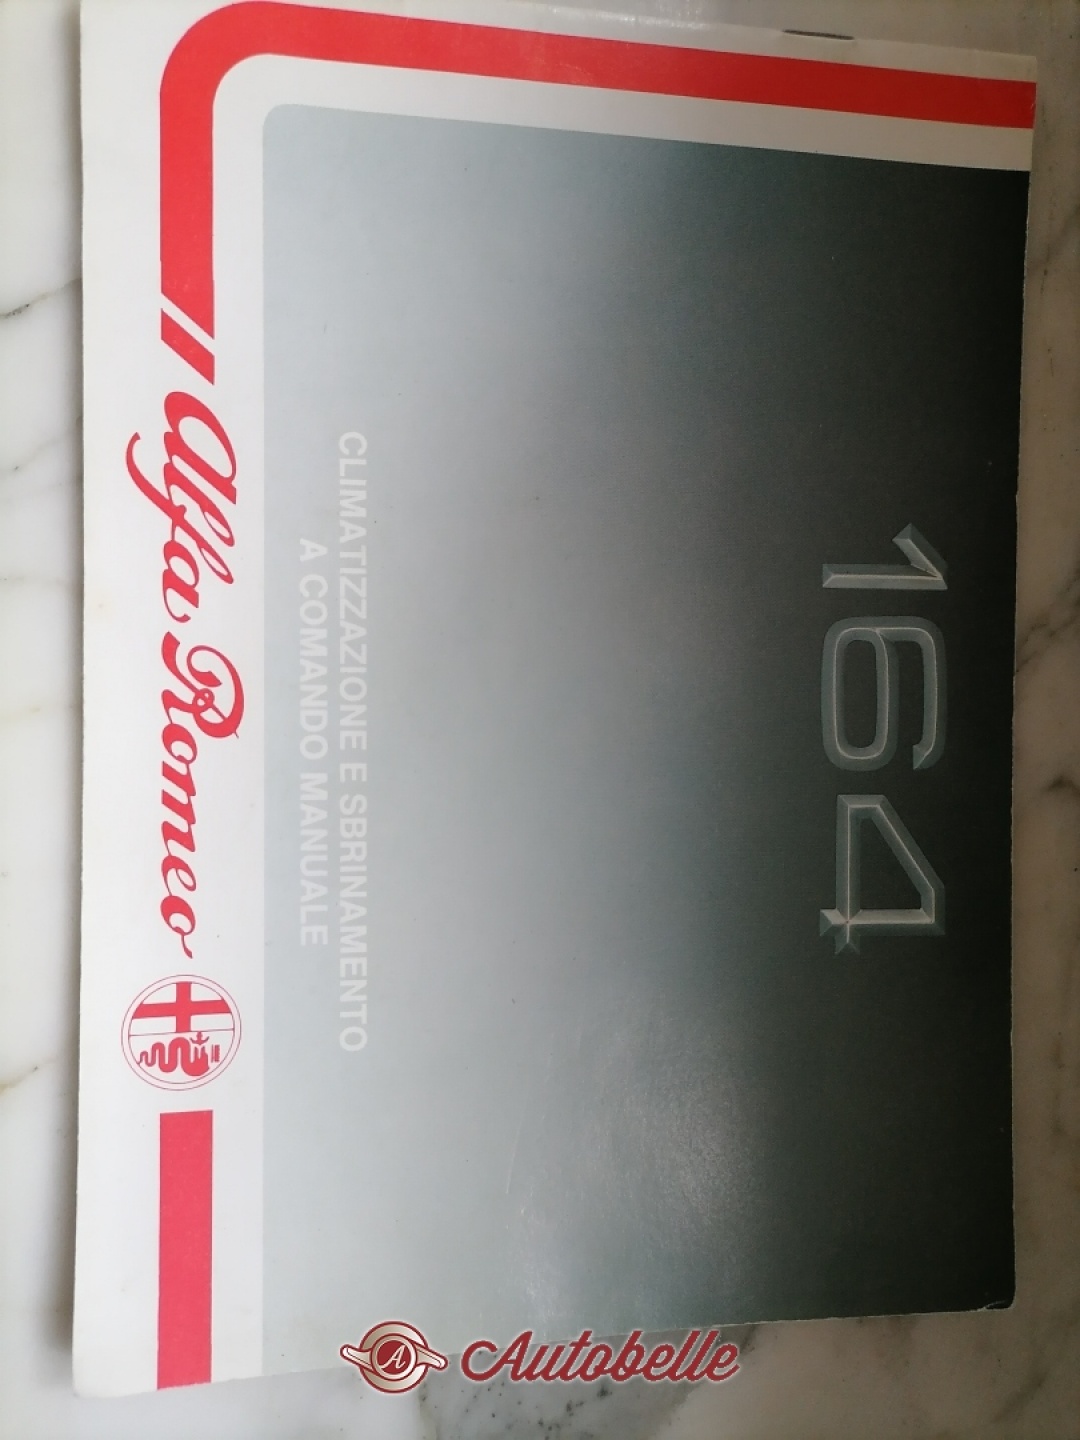 164
CLIMATIZZAZIONE E SBRINAMENTO
A COMANDO MANUALE
Alfa Romeo
A Autobelle